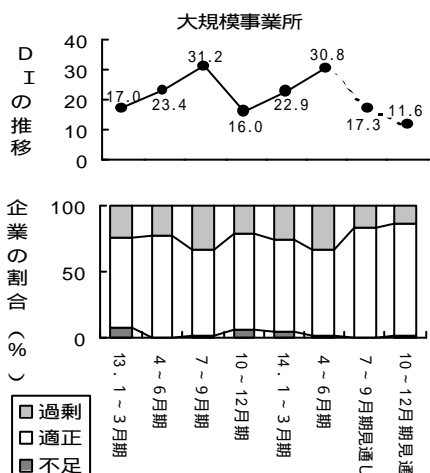 大規模事業所
DIの推移
40
30
20
10
0
17.0
23.4
31.2
16.0
22.9
30.8
17.3
11.6
企業の割合(%)
100
50
0
13.1~3月期
4~6月期
7~9月期
10~12月期
14.1~3月期
4~6月期
7~9月期見通し
10~12月期見通
過剰
適正
不足